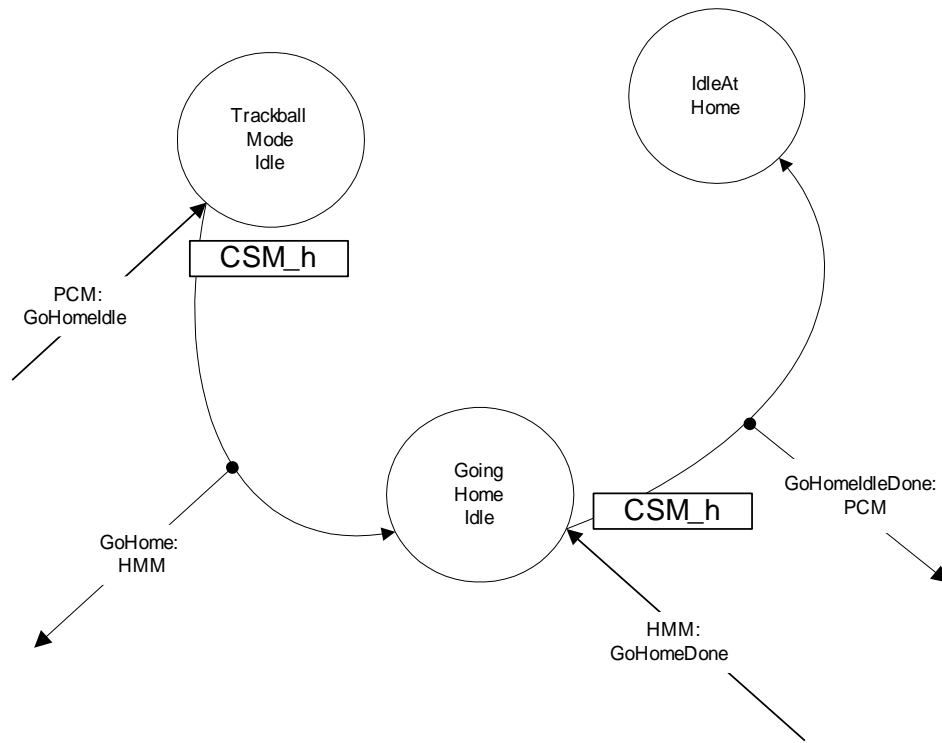 Trackball
Mode
Idle
IdleAt
Home
CSM_h
PCM:
GoHomeIdle
Going
Home
Idle
CSM_h
GoHomeIdleDone:
PCM
GoHome:
HMM
HMM:
GoHomeDone